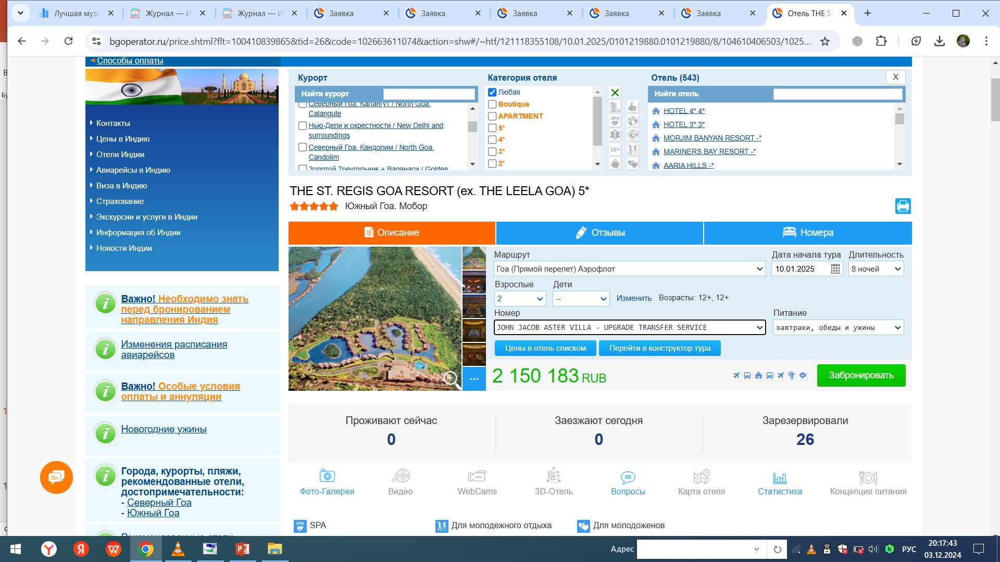 Лучшая муз
Журнал — И
Журнал — И
Заявка
Заявка
Заявка
Заявка
Заявка
Отель THE S
bgoperator.ru/price.shtml?flt=100410839865&tid=26&code=102663611074&action=shw#/~htf/121118355108/10.01.2025/0101219880.0101219880/8/104610406503/1025...
Способы оплаты
Контакты
Цены в Индию
Отели Индии
Авиарейсы в Индию
Виза в Индию
Страхование
Экскурсии и услуги в Индии
Информация об Индии
Новости Индии
Важно! Необходимо знать
перед бронированием
направления Индия
Изменения расписания
авиарейсов
Важно! Особые условия
оплаты и аннуляции
Новогодние ужины
Города, курорты, пляжи,
рекомендованные отели,
достопримечательности:
- Северный Гоа
- Южный Гоа
Курорт
Найти курорт
Северный Гоа. Калангут / North Goa.
Calangute
Нью-Дели и окрестности / New Delhi and
surroundings
Северный Гоа. Кандолим / North Goa.
Candolim
Золотой Треугольник + Варанаси / Golden
Категория отеля
Любая
Boutique
APARTMENT
5*
4*
3*
2*
SPA
16+
Отель (543)
X
Найти отель
HOTEL 4* 4*
HOTEL 3* 3*
MORJIM BANYAN RESORT -*
MARINERS BAY RESORT -*
AARIA HILLS -*
THE ST. REGIS GOA RESORT (ex. THE LEELA GOA) 5*
Южный Гоа. Мобор
Описание
Отзывы
Номера
Маршрут
Дата начала тура
Длительность
Гоа (Прямой перелет) Аэрофлот
10.01.2025
8 ночей
Взрослые
Дети
2
--
Изменить
Возрасты: 12+, 12+
Номер
Питание
JOHN JACOB ASTER VILLA - UPGRADE TRANSFER SERVICE
завтраки, обеды и ужины
Цены в отель списком
Перейти в конструктор тура
...
2 150 183 RUB
Забронировать
Проживают сейчас
0
Заезжают сегодня
0
Зарезервировали
26
Фото-Галерея
Видео
WebCams
3D-Отель
Вопросы
Карта отеля
Статистика
Концепция питания
SPA
SPA
Для молодежного отдыха
Для молодоженов
Адрес
РУС
20:17:43
03.12.2024